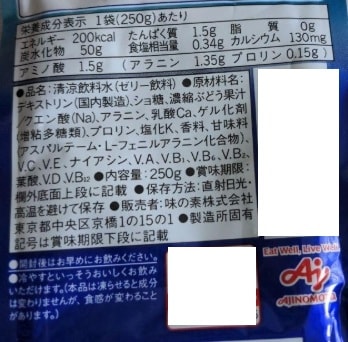 栄養成分表示 1袋(250g)あたり
エネルギー 200kcal たんぱく質 1.5g 脂質 0g
炭水化物 50g 食塩相当量 0.34g カルシウム 130mg
アミノ酸 1.5g (アラニン 1.35g プロリン 0.15g)
●品名:清涼飲料水(ゼリー飲料) ●原材料名:
デキストリン(国内製造)、ショ糖、濃縮ぶどう果汁
/クエン酸(Na)、アラニン、乳酸Ca、ゲル化剤
(増粘多糖類)、プロリン、塩化K、香料、甘味料
(アスパルテーム・L-フェニルアラニン化合物)、
V.C、V.E、ナイアシン、V.A、V.B₁、V.B₆、V.B₂、
葉酸、V.D、V.B₁₂ ●内容量:250g ●賞味期限:
欄外底面上段に記載 ●保存方法:直射日光・
高温を避けて保存 ●販売者:味の素株式会社
東京都中央区京橋1の15の1 ●製造所固有
記号は賞味期限下段に記載
●開封後はお早めにお飲みください。
●冷やすといっそうおいしくお飲み
いただけます。(本品は凍らせると成分
は変わりませんが、食感が変わること
があります。)
Eat Well, Live Well.
AJINOMOTO